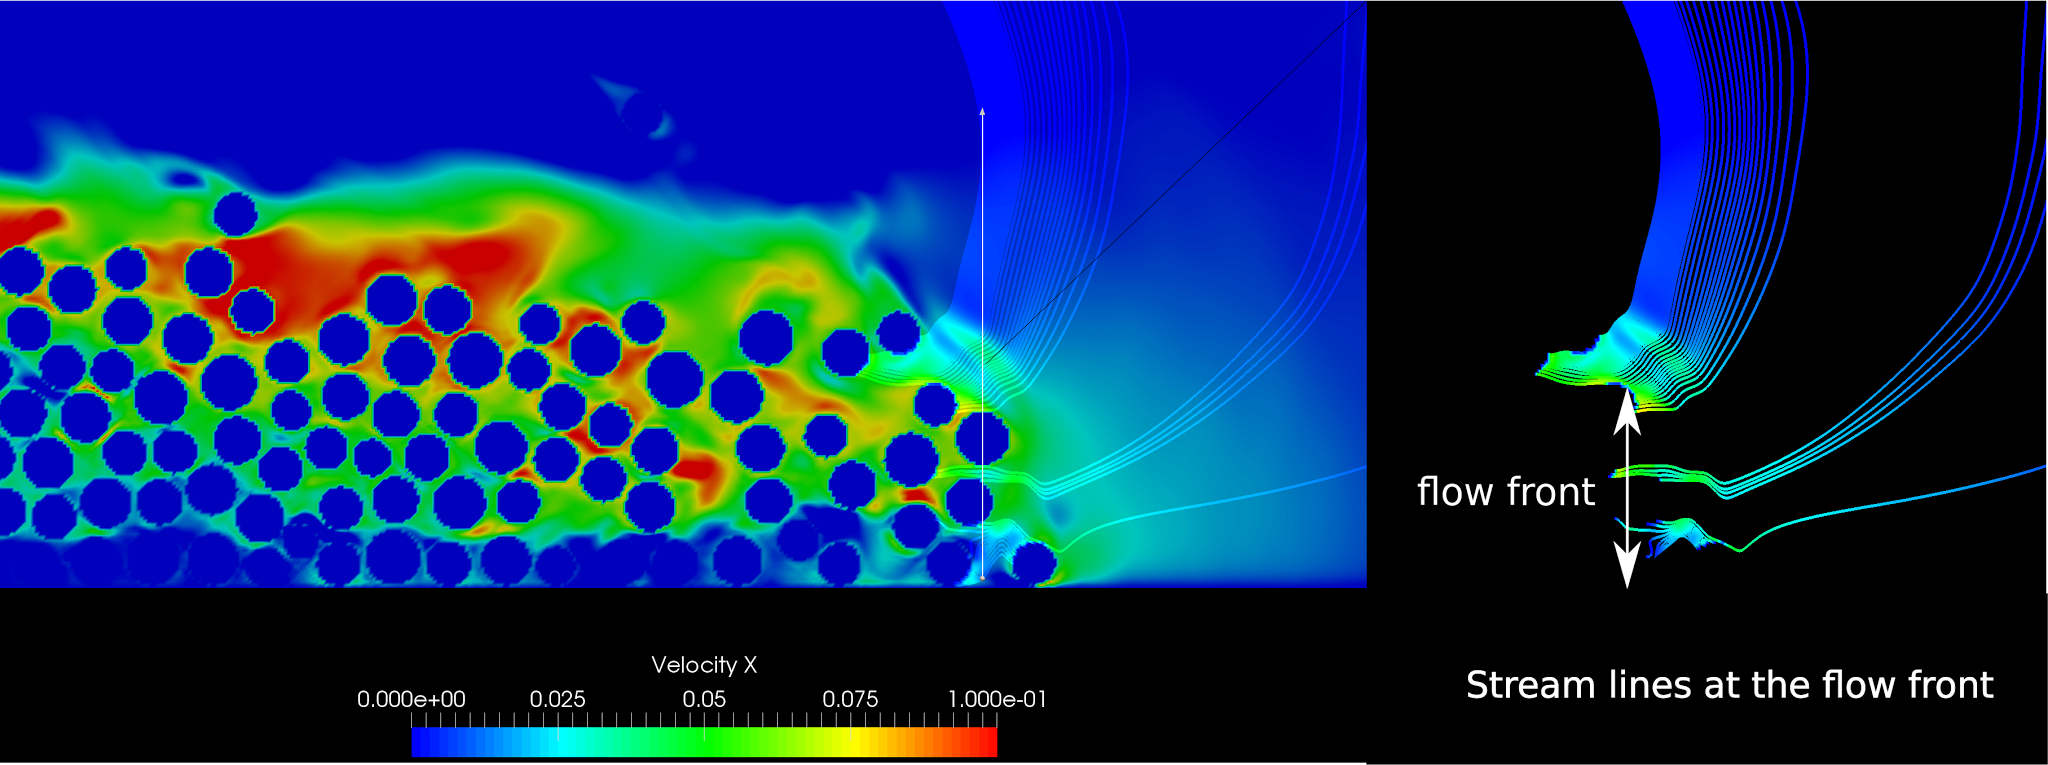 flow front
Velocity X
0.000e+00 0.025 0.05 0.075 1.000e-01
Stream lines at the flow front